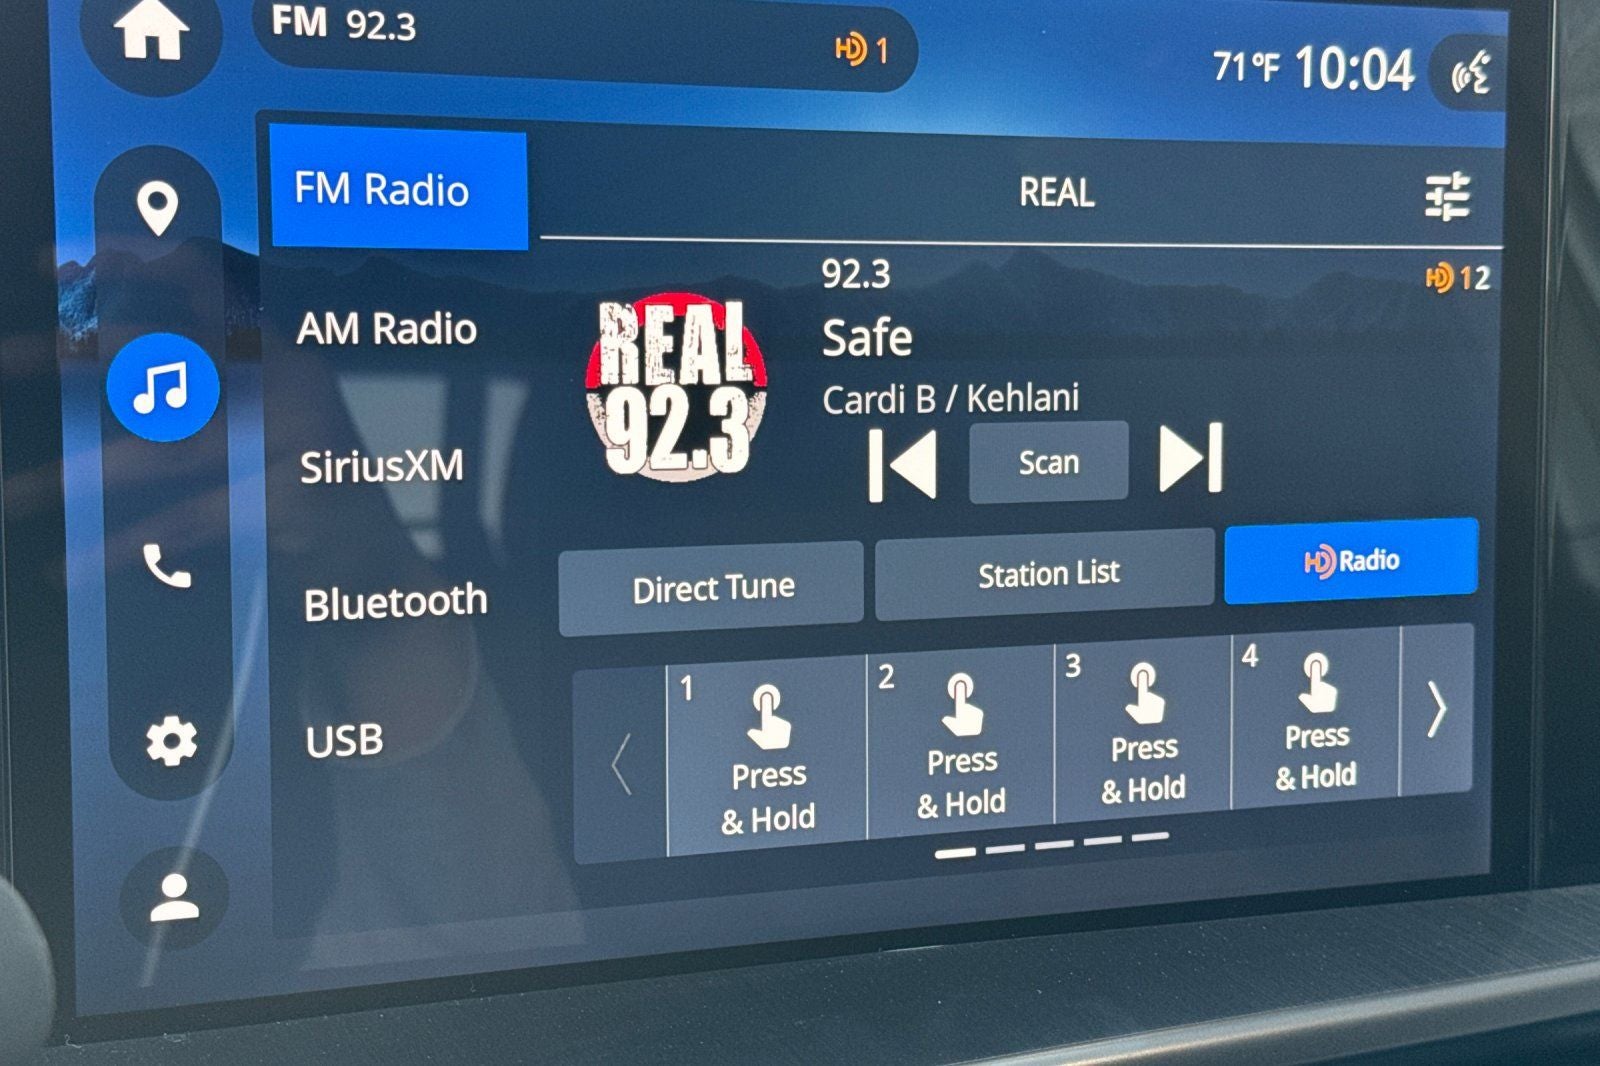 FM 92.3
HD 1
71°F 10:04
FM Radio
REAL
AM Radio
SiriusXM
Bluetooth
USB
REAL
92.3
92.3
HD 1 2
Safe
Cardi B / Kehlani
Scan
Direct Tune
Station List
HD Radio
1
Press
& Hold
2
Press
& Hold
3
Press
& Hold
4
Press
& Hold